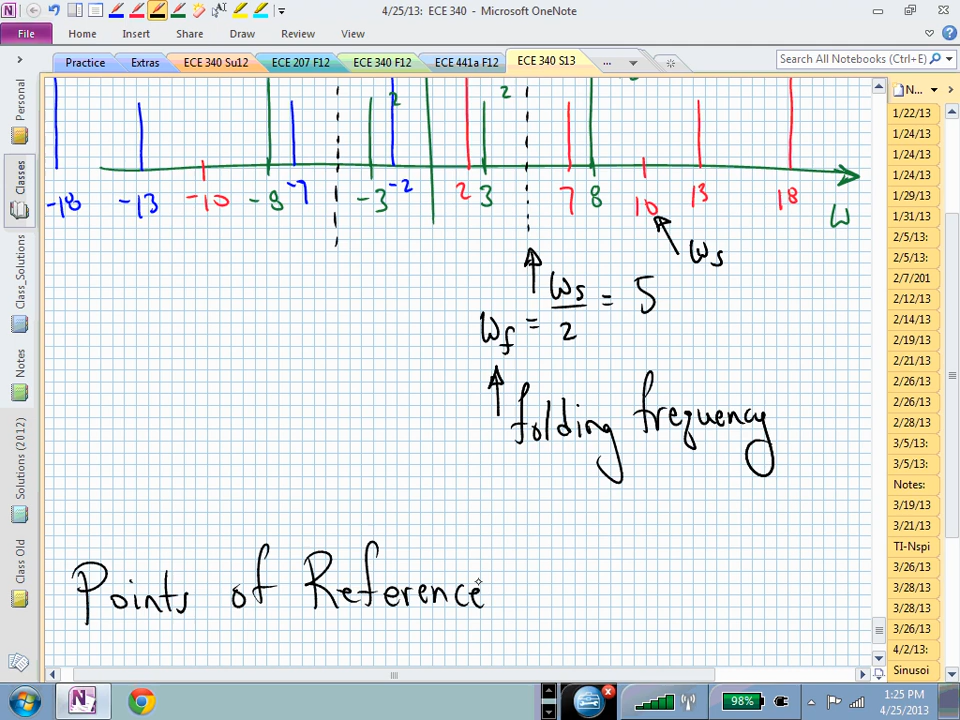 4/25/13: ECE 340 - Microsoft OneNote
File Home Insert Share Draw Review View
Practice Extras ECE 340 Su12 ECE 207 F12 ECE 340 F12 ECE 441a F12 ECE 340 S13 ...
Search All Notebooks (Ctrl+E)
N...
Personal
Classes
Class_Solutions
Notes
Solutions (2012)
Class Old
2 2
-18 -13 -10 -8 -7 -3 -2 2 3 7 8 10 13 18
ω
ωs
ωf = ωs/2 = 5
folding frequency
Points of Reference
1/22/13
1/24/13
1/24/13
1/24/13
1/29/13
1/31/13
2/5/13:
2/5/13:
2/7/201
2/12/13
2/14/13
2/19/13
2/21/13
2/26/13
2/26/13
2/28/13
3/5/13:
3/5/13:
Notes:
3/19/13
3/21/13
TI-Nspi
3/26/13
3/28/13
3/28/13
3/26/13
4/2/13:
Sinusoi
98%
1:25 PM
4/25/2013